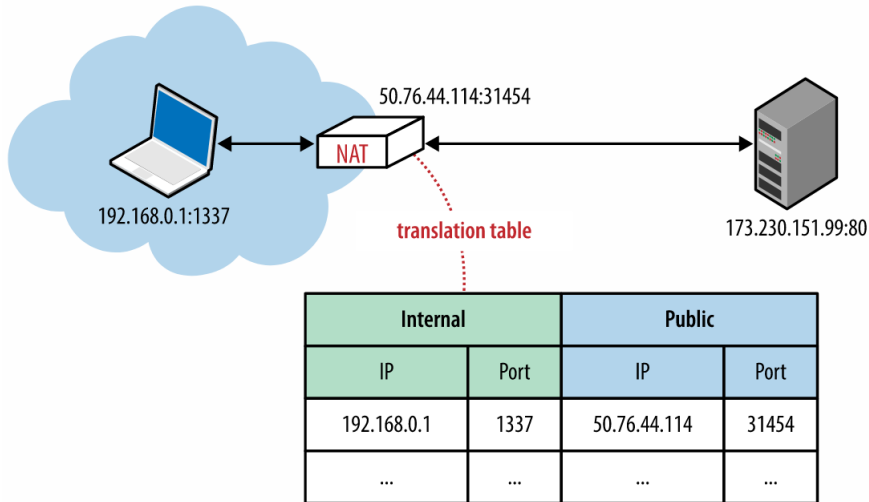 50.76.44.114:31454
NAT
192.168.0.1:1337
173.230.151.99:80
translation table
Internal Public
IP Port IP Port
192.168.0.1 1337 50.76.44.114 31454
... ... ... ...